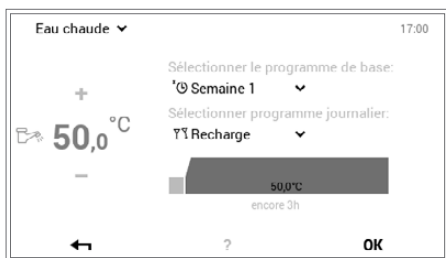 Eau chaude
17:00
Sélectionner le programme de base:
Semaine 1
+
Sélectionner programme journalier:
50,0°C
Recharge
–
50,0°C
encore 3h
?
OK